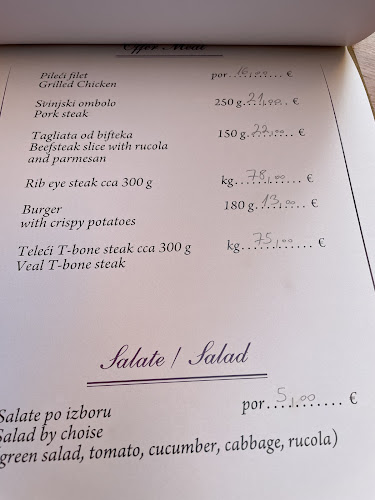 Offer Meat
Pileći filet por. 16,00 €
Grilled Chicken
Svinjski ombolo 250 g. 21,00 €
Pork steak
Tagliata od bifteka 150 g. 22,00 €
Beefsteak slice with rucola
and parmesan
Rib eye steak cca 300 g kg. 78,00 €
Burger 180 g. 13,00 €
with crispy potatoes
Teleći T-bone steak cca 300 g kg. 75,00 €
Veal T-bone steak
Salate / Salad
Salate po izboru por. 5,00 €
Salad by choise
(green salad, tomato, cucumber, cabbage, rucola)